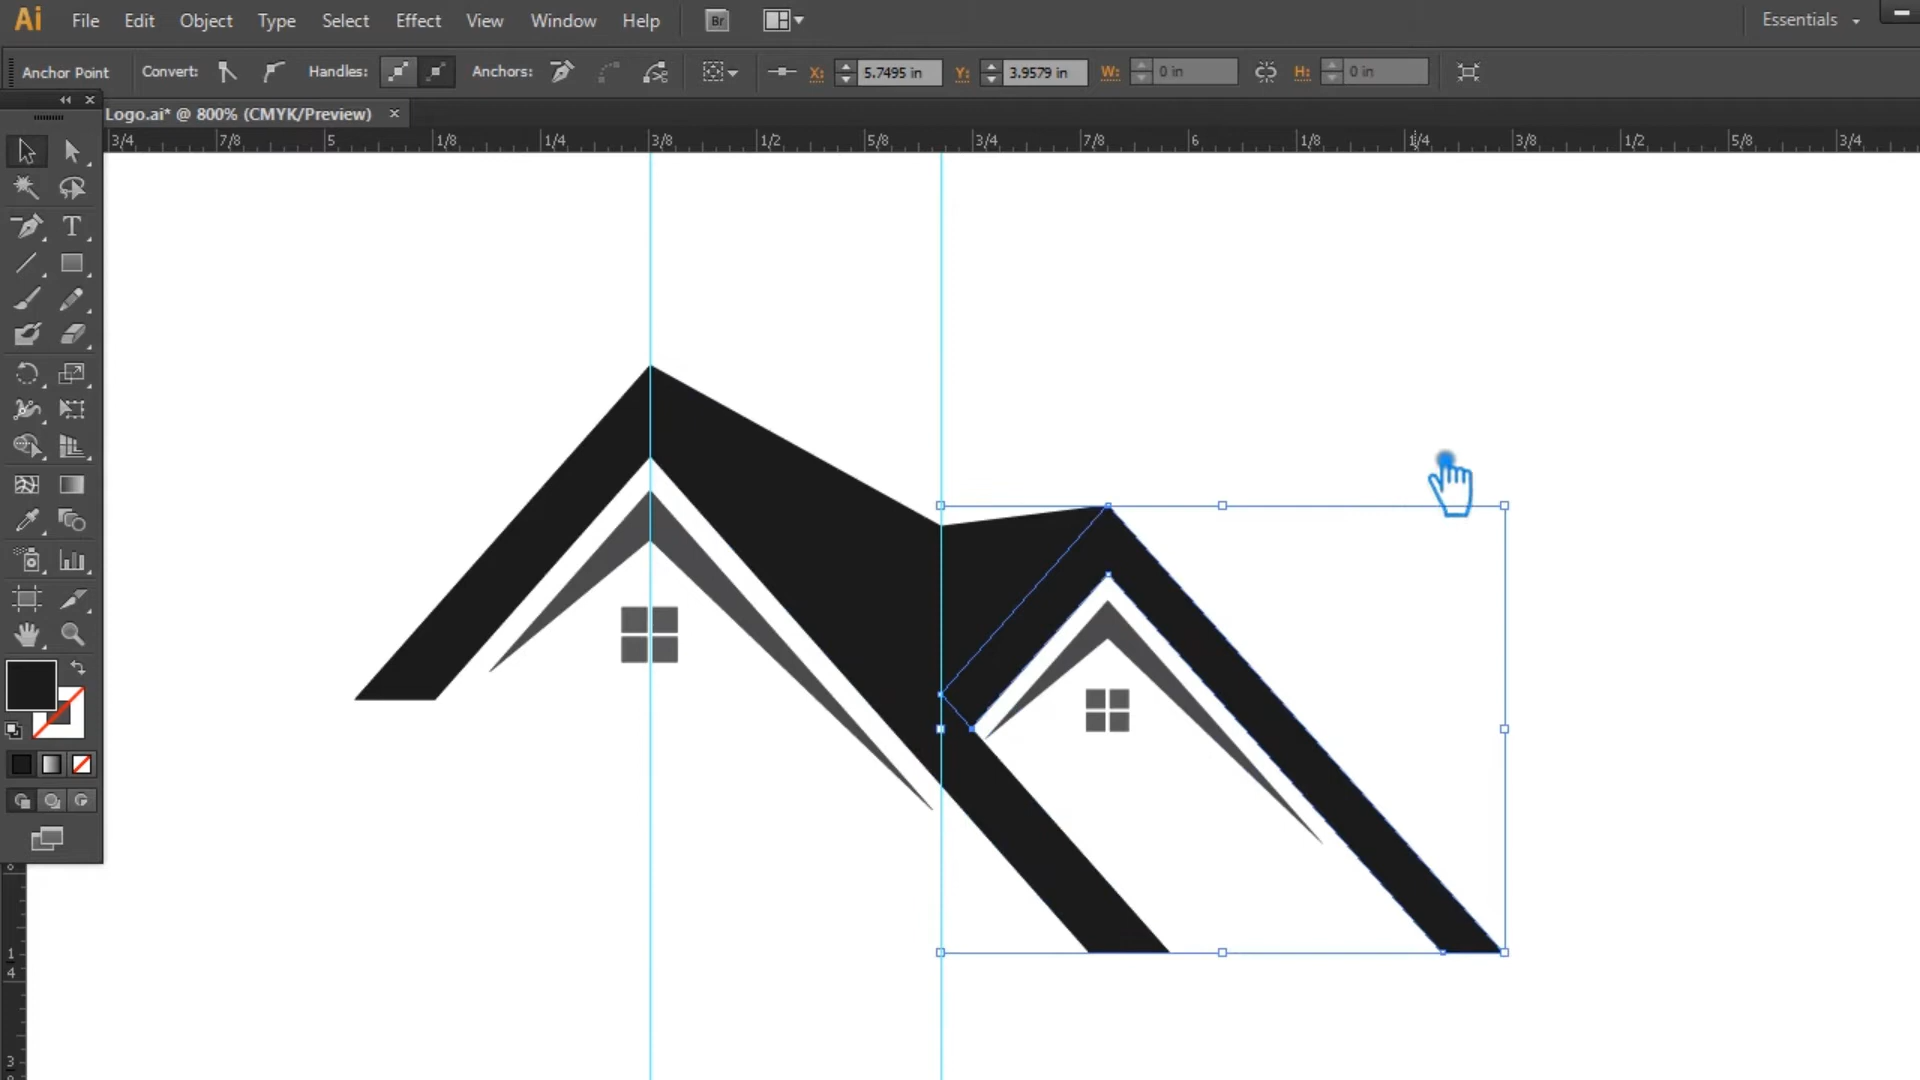 Ai File Edit Object Type Select Effect View Window Help Br Essentials
Anchor Point Convert: Handles: Anchors: X: 5.7495 in Y: 3.9579 in W: 0 in H: 0 in
Logo.ai* @ 800% (CMYK/Preview)
3/4 7/8 5 1/8 1/4 3/8 1/2 5/8 3/4 7/8 6 1/8 1/4 3/8 1/2 5/8 3/4
T
1
4
3